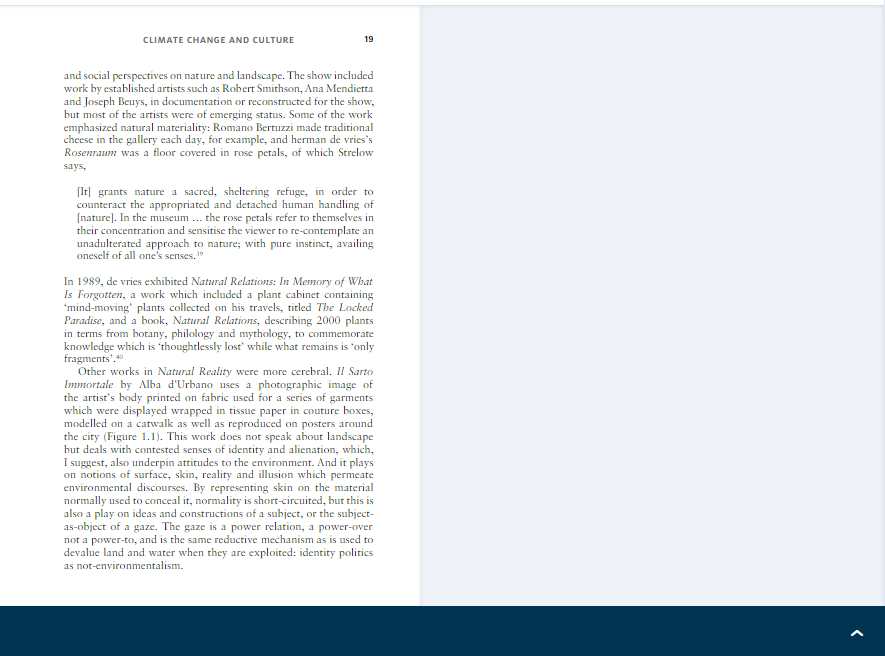 CLIMATE CHANGE AND CULTURE 19
and social perspectives on nature and landscape. The show included
work by established artists such as Robert Smithson, Ana Mendietta
and Joseph Beuys, in documentation or reconstructed for the show,
but most of the artists were of emerging status. Some of the work
emphasized natural materiality: Romano Bertuzzi made traditional
cheese in the gallery each day, for example, and herman de vries's
Rosenraum was a floor covered in rose petals, of which Strelow
says,
[It] grants nature a sacred, sheltering refuge, in order to
counteract the appropriated and detached human handling of
[nature]. In the museum ... the rose petals refer to themselves in
their concentration and sensitise the viewer to re-contemplate an
unadulterated approach to nature; with pure instinct, availing
oneself of all one's senses.39
In 1989, de vries exhibited Natural Relations: In Memory of What
Is Forgotten, a work which included a plant cabinet containing
'mind-moving' plants collected on his travels, titled The Locked
Paradise, and a book, Natural Relations, describing 2000 plants
in terms from botany, philology and mythology, to commemorate
knowledge which is 'thoughtlessly lost' while what remains is 'only
fragments'.40
Other works in Natural Reality were more cerebral. Il Sarto
Immortale by Alba d'Urbano uses a photographic image of
the artist's body printed on fabric used for a series of garments
which were displayed wrapped in tissue paper in couture boxes,
modelled on a catwalk as well as reproduced on posters around
the city (Figure 1.1). This work does not speak about landscape
but deals with contested senses of identity and alienation, which,
I suggest, also underpin attitudes to the environment. And it plays
on notions of surface, skin, reality and illusion which permeate
environmental discourses. By representing skin on the material
normally used to conceal it, normality is short-circuited, but this is
also a play on ideas and constructions of a subject, or the subject-
as-object of a gaze. The gaze is a power relation, a power-over
not a power-to, and is the same reductive mechanism as is used to
devalue land and water when they are exploited: identity politics
as not-environmentalism.